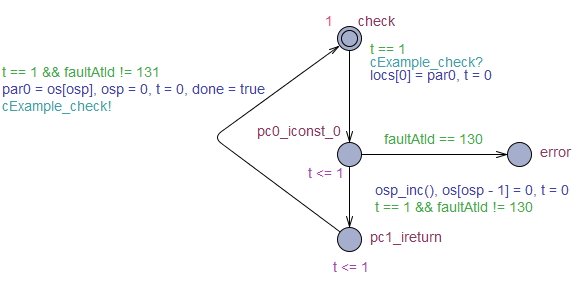 1 check
t == 1
cExample_check?
locs[0] = par0, t = 0
t == 1 && faultAtId != 131
par0 = os[osp], osp = 0, t = 0, done = true
cExample_check!
pc0_iconst_0
faultAtId == 130
error
t <= 1
osp_inc(), os[osp - 1] = 0, t = 0
t == 1 && faultAtId != 130
pc1_ireturn
t <= 1